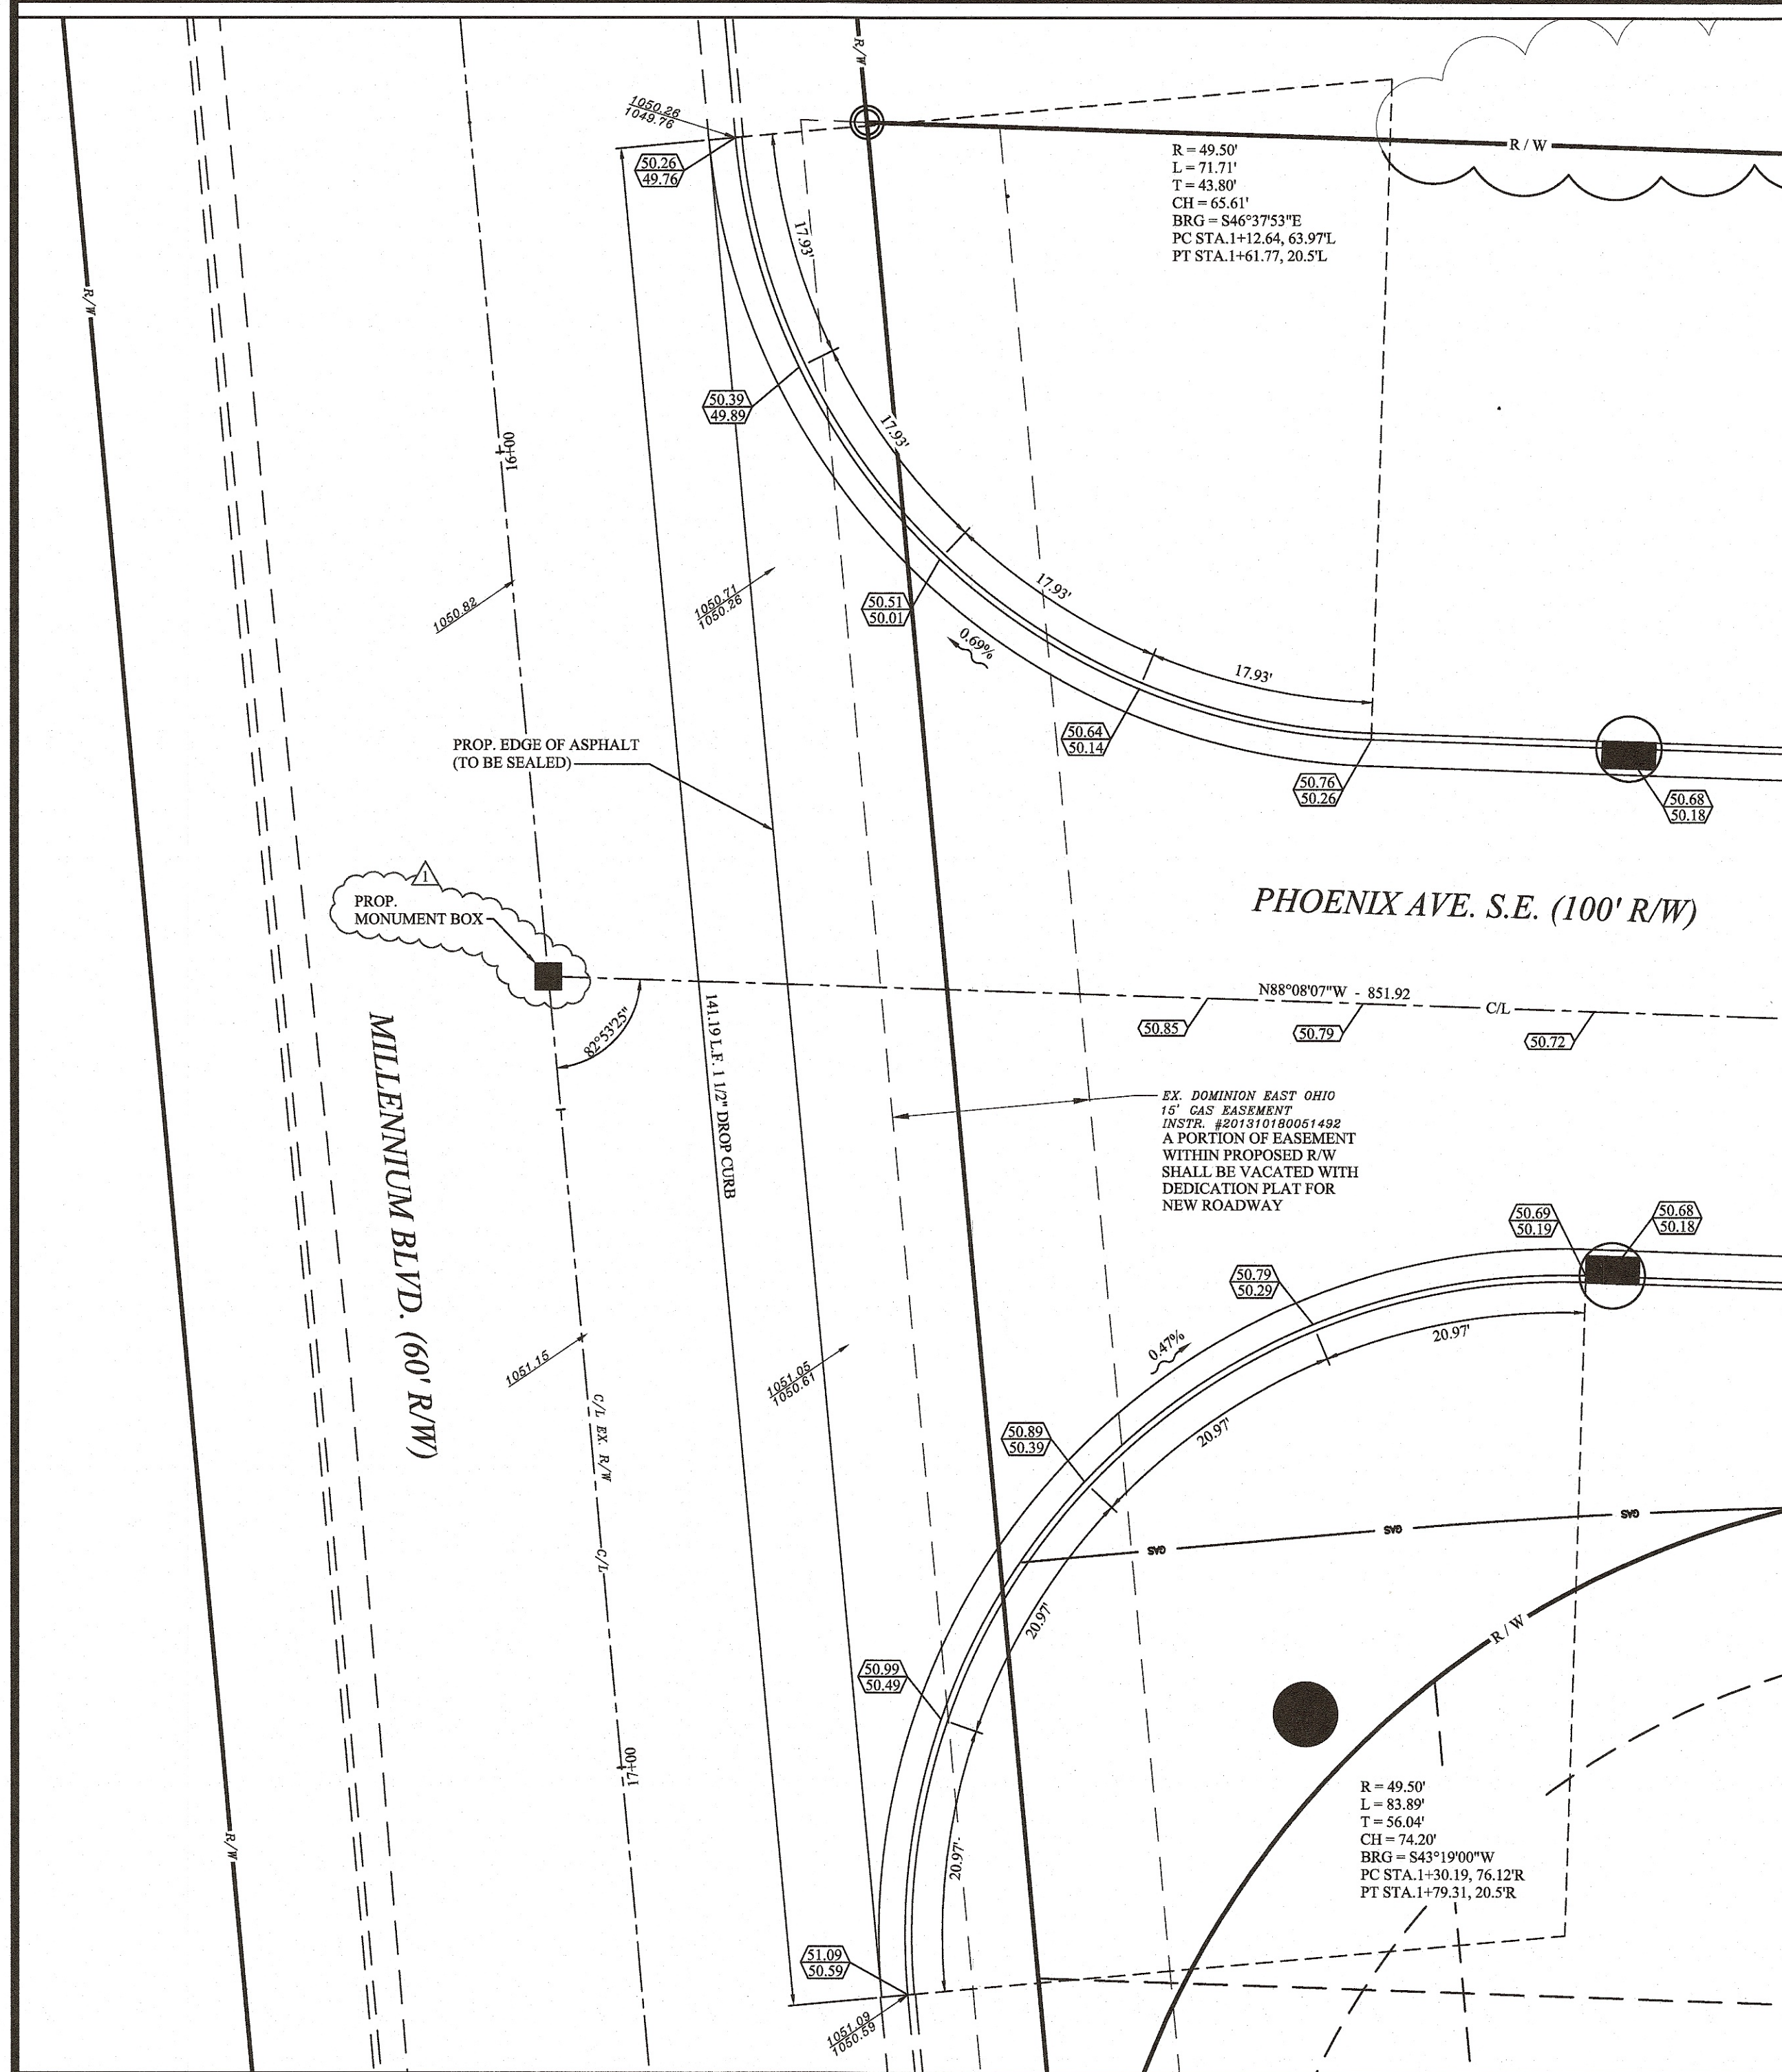 R/W
1050.26
1049.76
50.26
49.76
R / W
R = 49.50'
L = 71.71'
T = 43.80'
CH = 65.61'
BRG = S46°37'53"E
PC STA.1+12.64, 63.97'L
PT STA.1+61.77, 20.5'L
17.93'
R/W
50.39
49.89
17.93'
16+00
1050.82
1050.71
1050.26
50.51
50.01
17.93'
0.69%
17.93'
50.64
50.14
PROP. EDGE OF ASPHALT
(TO BE SEALED)
50.76
50.26
50.68
50.18
1
PROP.
MONUMENT BOX
PHOENIX AVE. S.E. (100' R/W)
N88°08'07"W - 851.92
C/L
50.85
50.79
50.72
82°53'25"
141.19 L.F. 1 1/2" DROP CURB
MILLENNIUM BLVD. (60' R/W)
EX. DOMINION EAST OHIO
15' GAS EASEMENT
INSTR. #201310180051492
A PORTION OF EASEMENT
WITHIN PROPOSED R/W
SHALL BE VACATED WITH
DEDICATION PLAT FOR
NEW ROADWAY
50.69
50.19
50.68
50.18
50.79
50.29
20.97'
0.47%
1051.15
1051.05
1050.61
C/L EX. R/W
50.89
50.39
20.97'
GAS
GAS
GAS
C/L
20.97'
R / W
50.99
50.49
17+00
R/W
20.97'
R = 49.50'
L = 83.89'
T = 56.04'
CH = 74.20'
BRG = S43°19'00"W
PC STA.1+30.19, 76.12'R
PT STA.1+79.31, 20.5'R
51.09
50.59
1051.09
1050.59